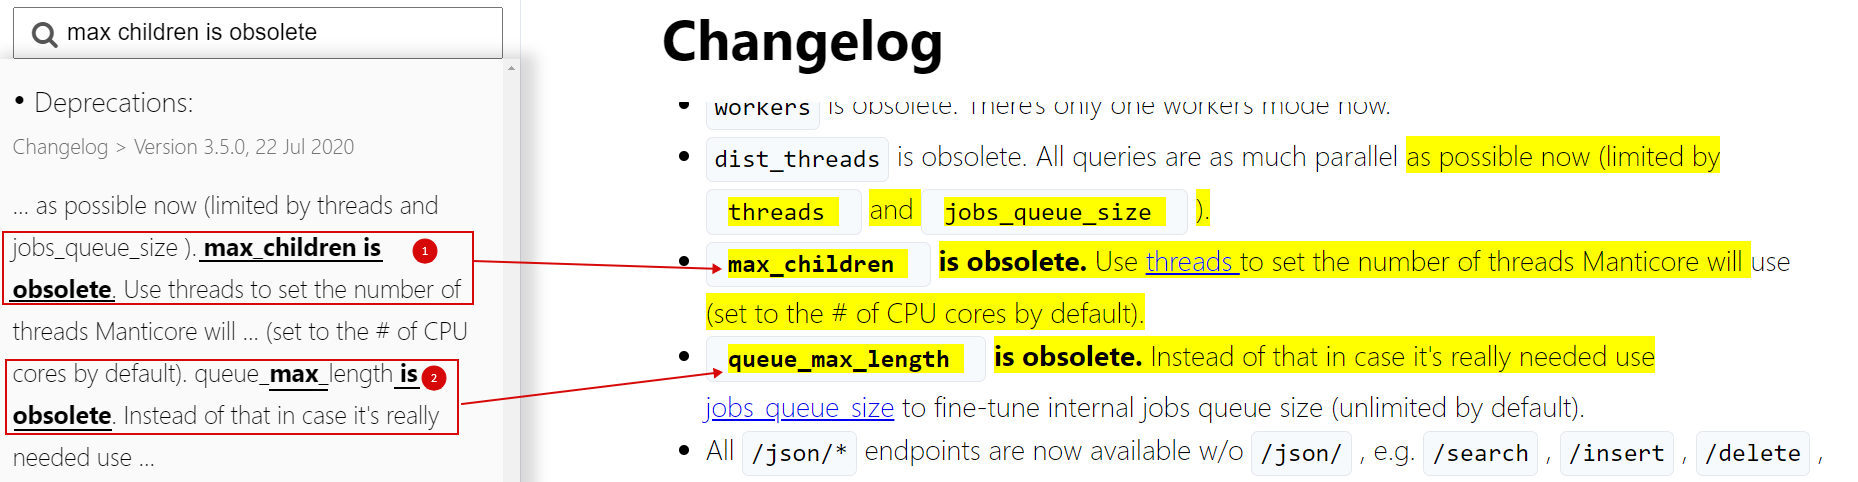 max children is obsolete
• Deprecations:
Changelog > Version 3.5.0, 22 Jul 2020
... as possible now (limited by threads and
jobs_queue_size ). max_children is
1
obsolete. Use threads to set the number of
threads Manticore will ... (set to the # of CPU
cores by default). queue_max_length is
2
obsolete. Instead of that in case it's really
needed use ...
Changelog
• workers is obsolete. There's only one workers mode now.
• dist_threads is obsolete. All queries are as much parallel as possible now (limited by
threads and jobs_queue_size ).
• max_children is obsolete. Use threads to set the number of threads Manticore will use
(set to the # of CPU cores by default).
• queue_max_length is obsolete. Instead of that in case it's really needed use
jobs_queue_size to fine-tune internal jobs queue size (unlimited by default).
• All /json/* endpoints are now available w/o /json/ , e.g. /search , /insert , /delete ,